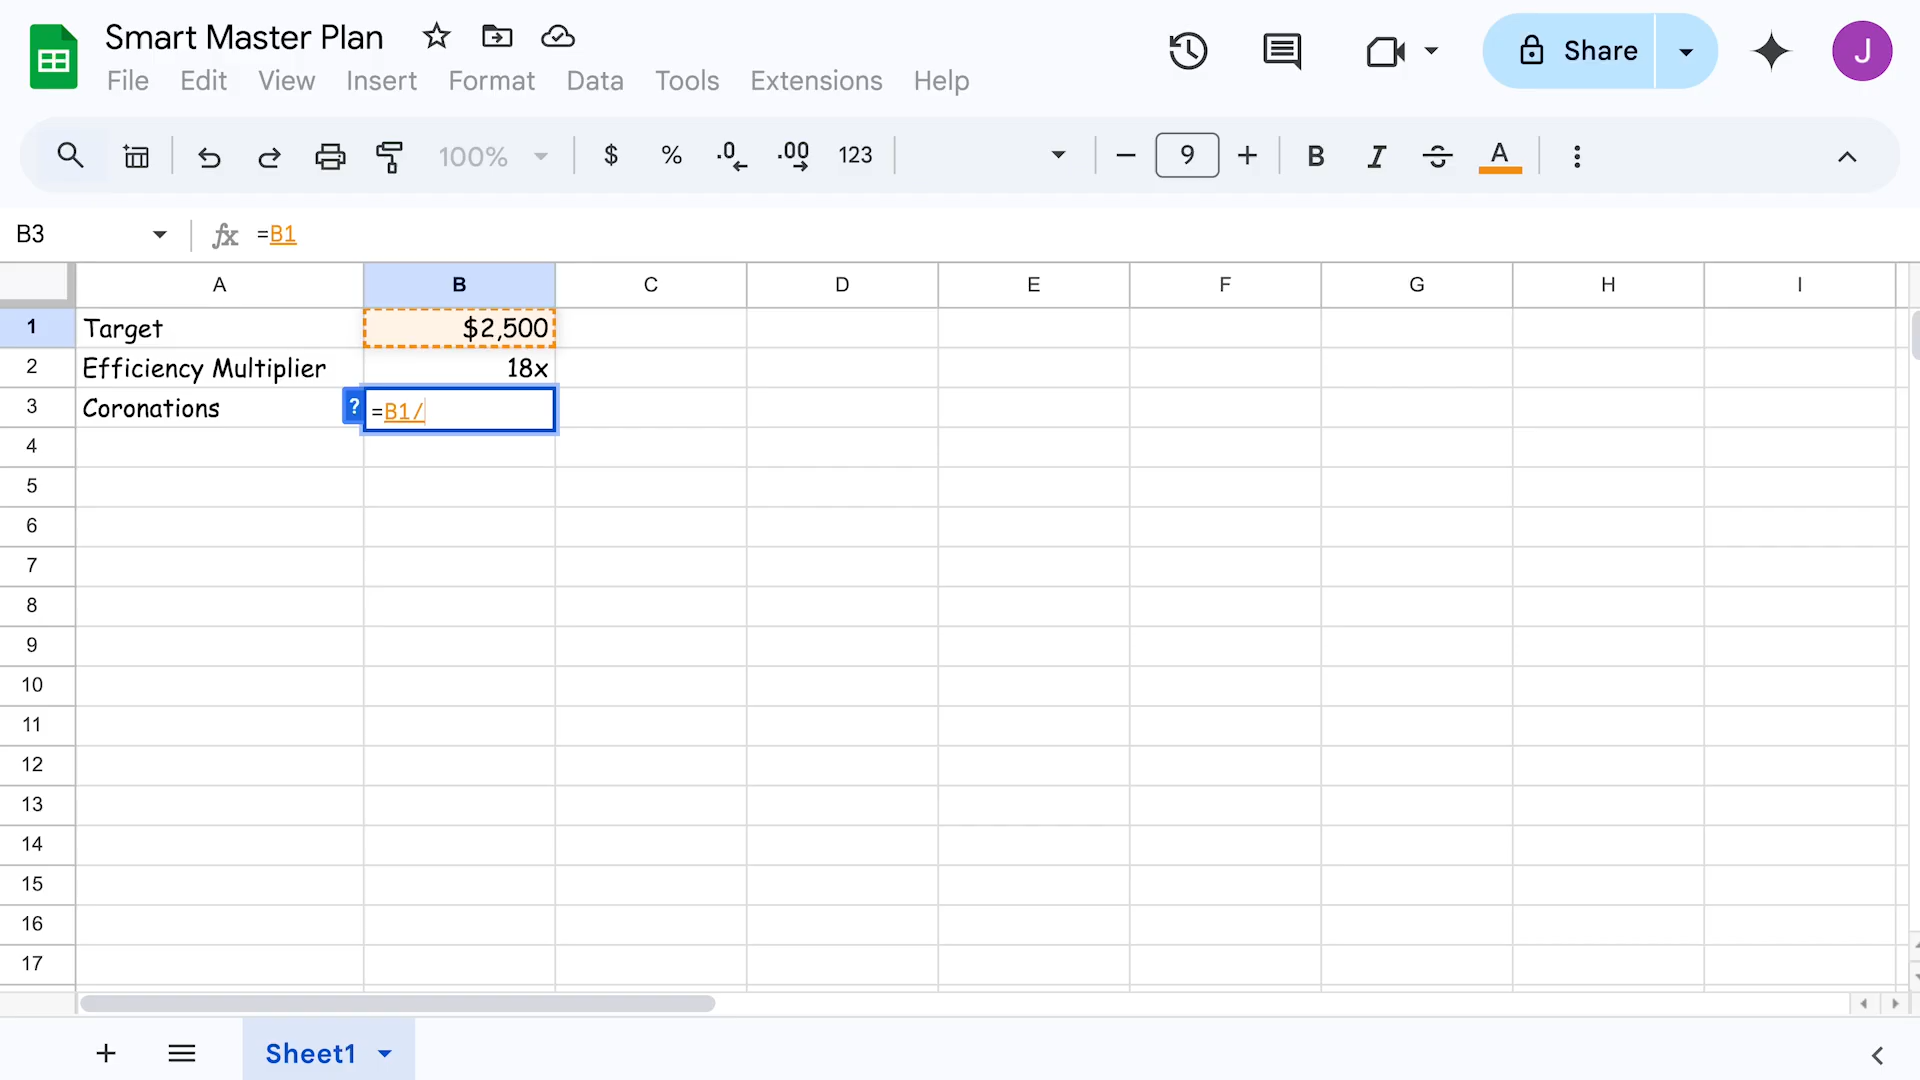 Smart Master Plan
File Edit View Insert Format Data Tools Extensions Help
Share
J
100% $ % .0 .00 123 9 B I S A
B3 fx =B1
A B C D E F G H I
1 Target $2,500
2 Efficiency Multiplier 18x
3 Coronations ? =B1/
4
5
6
7
8
9
10
11
12
13
14
15
16
17
Sheet1